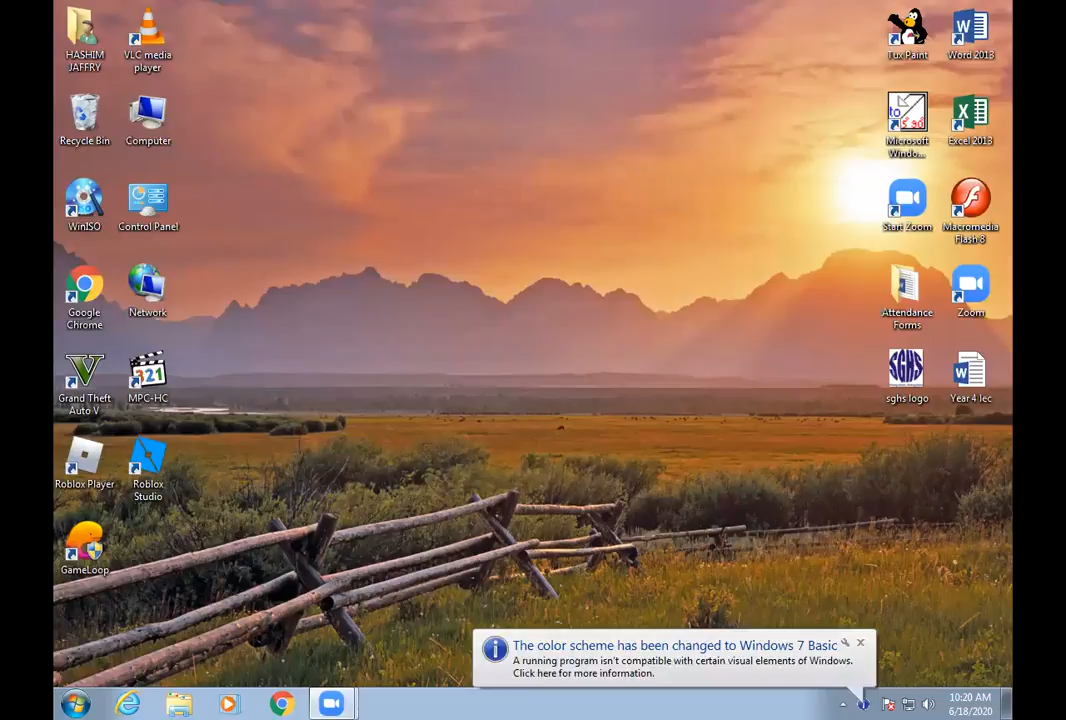 HASHIM
JAFFRY
VLC media
player
Tux Paint
Word 2013
Recycle Bin
Computer
Microsoft
Windo...
Excel 2013
WinISO
Control Panel
Start Zoom
Macromedia
Flash 8
Google
Chrome
Network
Attendance
Forms
Zoom
Grand Theft
Auto V
321
MPC-HC
SGHS
sghs logo
Year 4 lec
Roblox Player
Roblox
Studio
GameLoop
The color scheme has been changed to Windows 7 Basic
A running program isn't compatible with certain visual elements of Windows.
Click here for more information.
10:20 AM
6/18/2020